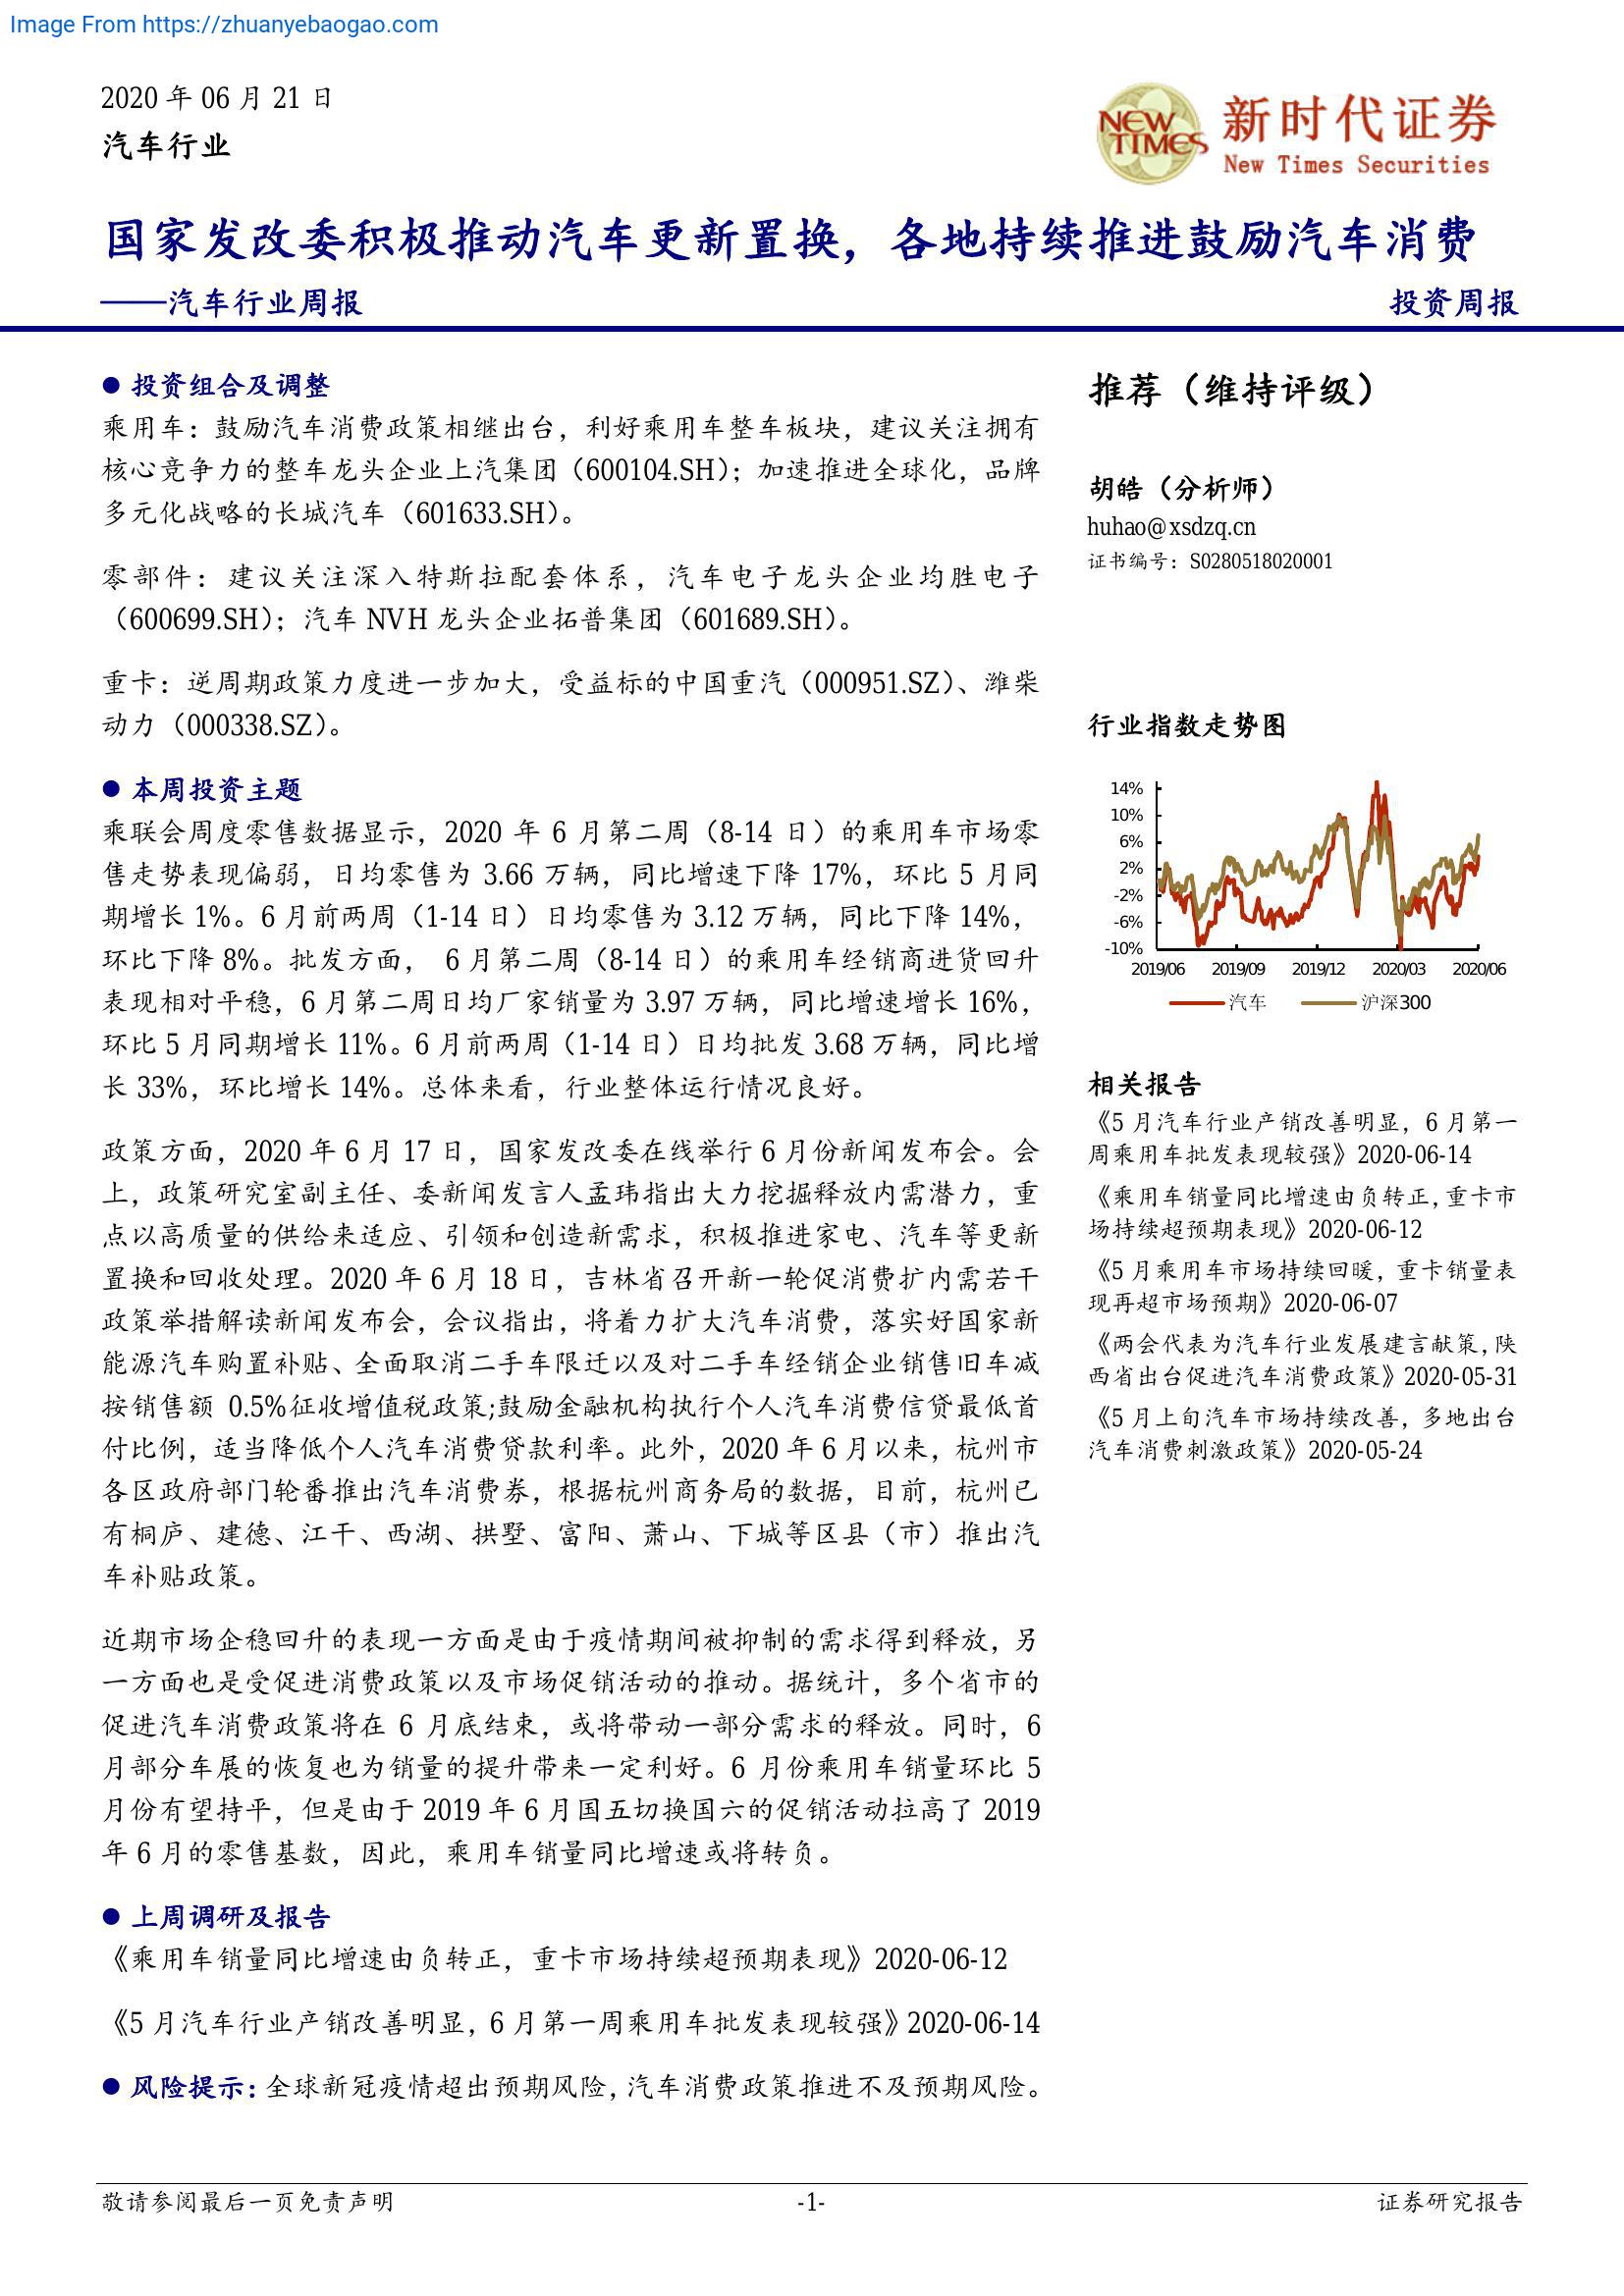 Image From https://zhuanyebaogao.com
2020 年 06 月 21 日
汽车行业
NEW TIMES
新时代证券
New Times Securities
国家发改委积极推动汽车更新置换，各地持续推进鼓励汽车消费
——汽车行业周报
投资周报
● 投资组合及调整
乘用车：鼓励汽车消费政策相继出台，利好乘用车整车板块，建议关注拥有
核心竞争力的整车龙头企业上汽集团（600104.SH）；加速推进全球化，品牌
多元化战略的长城汽车（601633.SH）。
零部件：建议关注深入特斯拉配套体系，汽车电子龙头企业均胜电子
（600699.SH）；汽车 NVH 龙头企业拓普集团（601689.SH）。
重卡：逆周期政策力度进一步加大，受益标的中国重汽（000951.SZ）、潍柴
动力（000338.SZ）。
● 本周投资主题
乘联会周度零售数据显示，2020 年 6 月第二周（8-14 日）的乘用车市场零
售走势表现偏弱，日均零售为 3.66 万辆，同比增速下降 17%，环比 5 月同
期增长 1%。6 月前两周（1-14 日）日均零售为 3.12 万辆，同比下降 14%，
环比下降 8%。批发方面， 6 月第二周（8-14 日）的乘用车经销商进货回升
表现相对平稳，6 月第二周日均厂家销量为 3.97 万辆，同比增速增长 16%，
环比 5 月同期增长 11%。6 月前两周（1-14 日）日均批发 3.68 万辆，同比增
长 33%，环比增长 14%。总体来看，行业整体运行情况良好。
政策方面，2020 年 6 月 17 日，国家发改委在线举行 6 月份新闻发布会。会
上，政策研究室副主任、委新闻发言人孟玮指出大力挖掘释放内需潜力，重
点以高质量的供给来适应、引领和创造新需求，积极推进家电、汽车等更新
置换和回收处理。2020 年 6 月 18 日，吉林省召开新一轮促消费扩内需若干
政策举措解读新闻发布会，会议指出，将着力扩大汽车消费，落实好国家新
能源汽车购置补贴、全面取消二手车限迁以及对二手车经销企业销售旧车减
按销售额 0.5%征收增值税政策;鼓励金融机构执行个人汽车消费信贷最低首
付比例，适当降低个人汽车消费贷款利率。此外，2020 年 6 月以来，杭州市
各区政府部门轮番推出汽车消费券，根据杭州商务局的数据，目前，杭州已
有桐庐、建德、江干、西湖、拱墅、富阳、萧山、下城等区县（市）推出汽
车补贴政策。
近期市场企稳回升的表现一方面是由于疫情期间被抑制的需求得到释放，另
一方面也是受促进消费政策以及市场促销活动的推动。据统计，多个省市的
促进汽车消费政策将在 6 月底结束，或将带动一部分需求的释放。同时，6
月部分车展的恢复也为销量的提升带来一定利好。6 月份乘用车销量环比 5
月份有望持平，但是由于 2019 年 6 月国五切换国六的促销活动拉高了 2019
年 6 月的零售基数，因此，乘用车销量同比增速或将转负。
● 上周调研及报告
《乘用车销量同比增速由负转正，重卡市场持续超预期表现》2020-06-12
《5 月汽车行业产销改善明显，6 月第一周乘用车批发表现较强》2020-06-14
● 风险提示：全球新冠疫情超出预期风险，汽车消费政策推进不及预期风险。
推荐（维持评级）
胡皓（分析师）
huhao@xsdzq.cn
证书编号：S0280518020001
行业指数走势图
14%
10%
6%
2%
-2%
-6%
-10%
2019/06 2019/09 2019/12 2020/03 2020/06
汽车 沪深300
相关报告
《5 月汽车行业产销改善明显，6 月第一
周乘用车批发表现较强》2020-06-14
《乘用车销量同比增速由负转正，重卡市
场持续超预期表现》2020-06-12
《5 月乘用车市场持续回暖，重卡销量表
现再超市场预期》2020-06-07
《两会代表为汽车行业发展建言献策，陕
西省出台促进汽车消费政策》2020-05-31
《5 月上旬汽车市场持续改善，多地出台
汽车消费刺激政策》2020-05-24
敬请参阅最后一页免责声明
-1-
证券研究报告